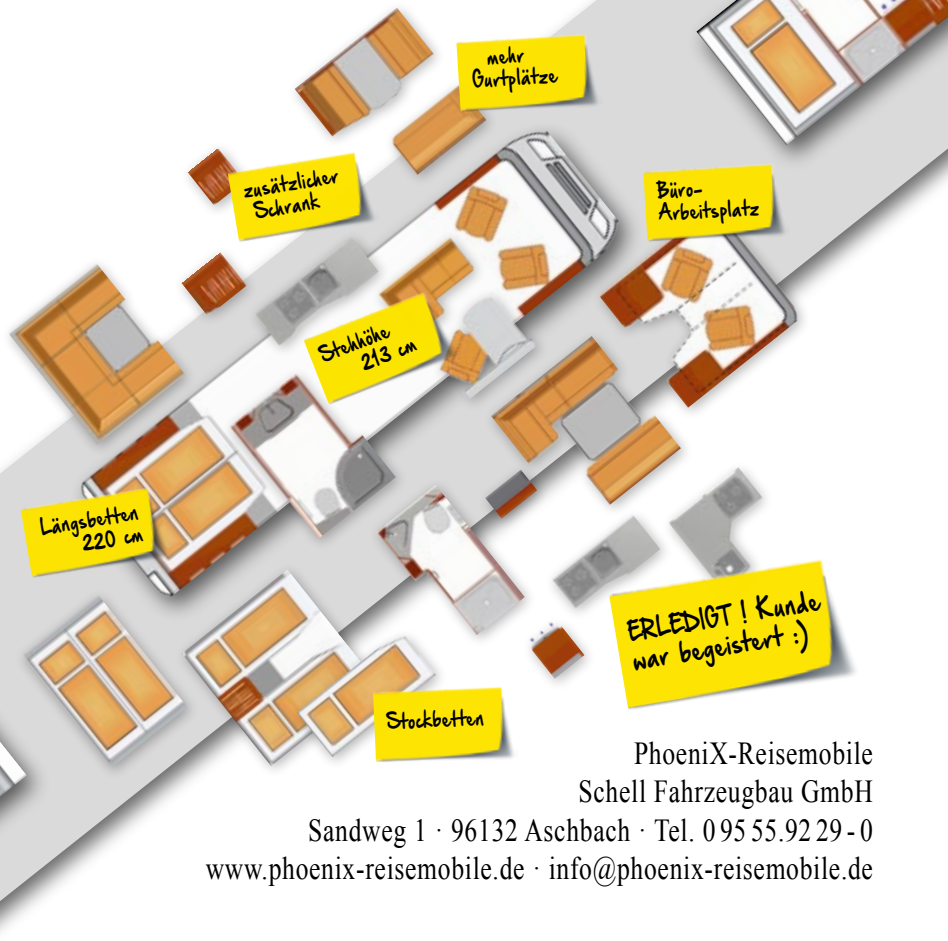 mehr
Gurtplätze
zusätzlicher
Schrank
Büro-
Arbeitsplatz
Stehhöhe
213 cm
Längsbetten
220 cm
ERLEDIGT ! Kunde
war begeistert :)
Stockbetten
PhoeniX-Reisemobile
Schell Fahrzeugbau GmbH
Sandweg 1 · 96132 Aschbach · Tel. 0 95 55.92 29 - 0
www.phoenix-reisemobile.de · info@phoenix-reisemobile.de